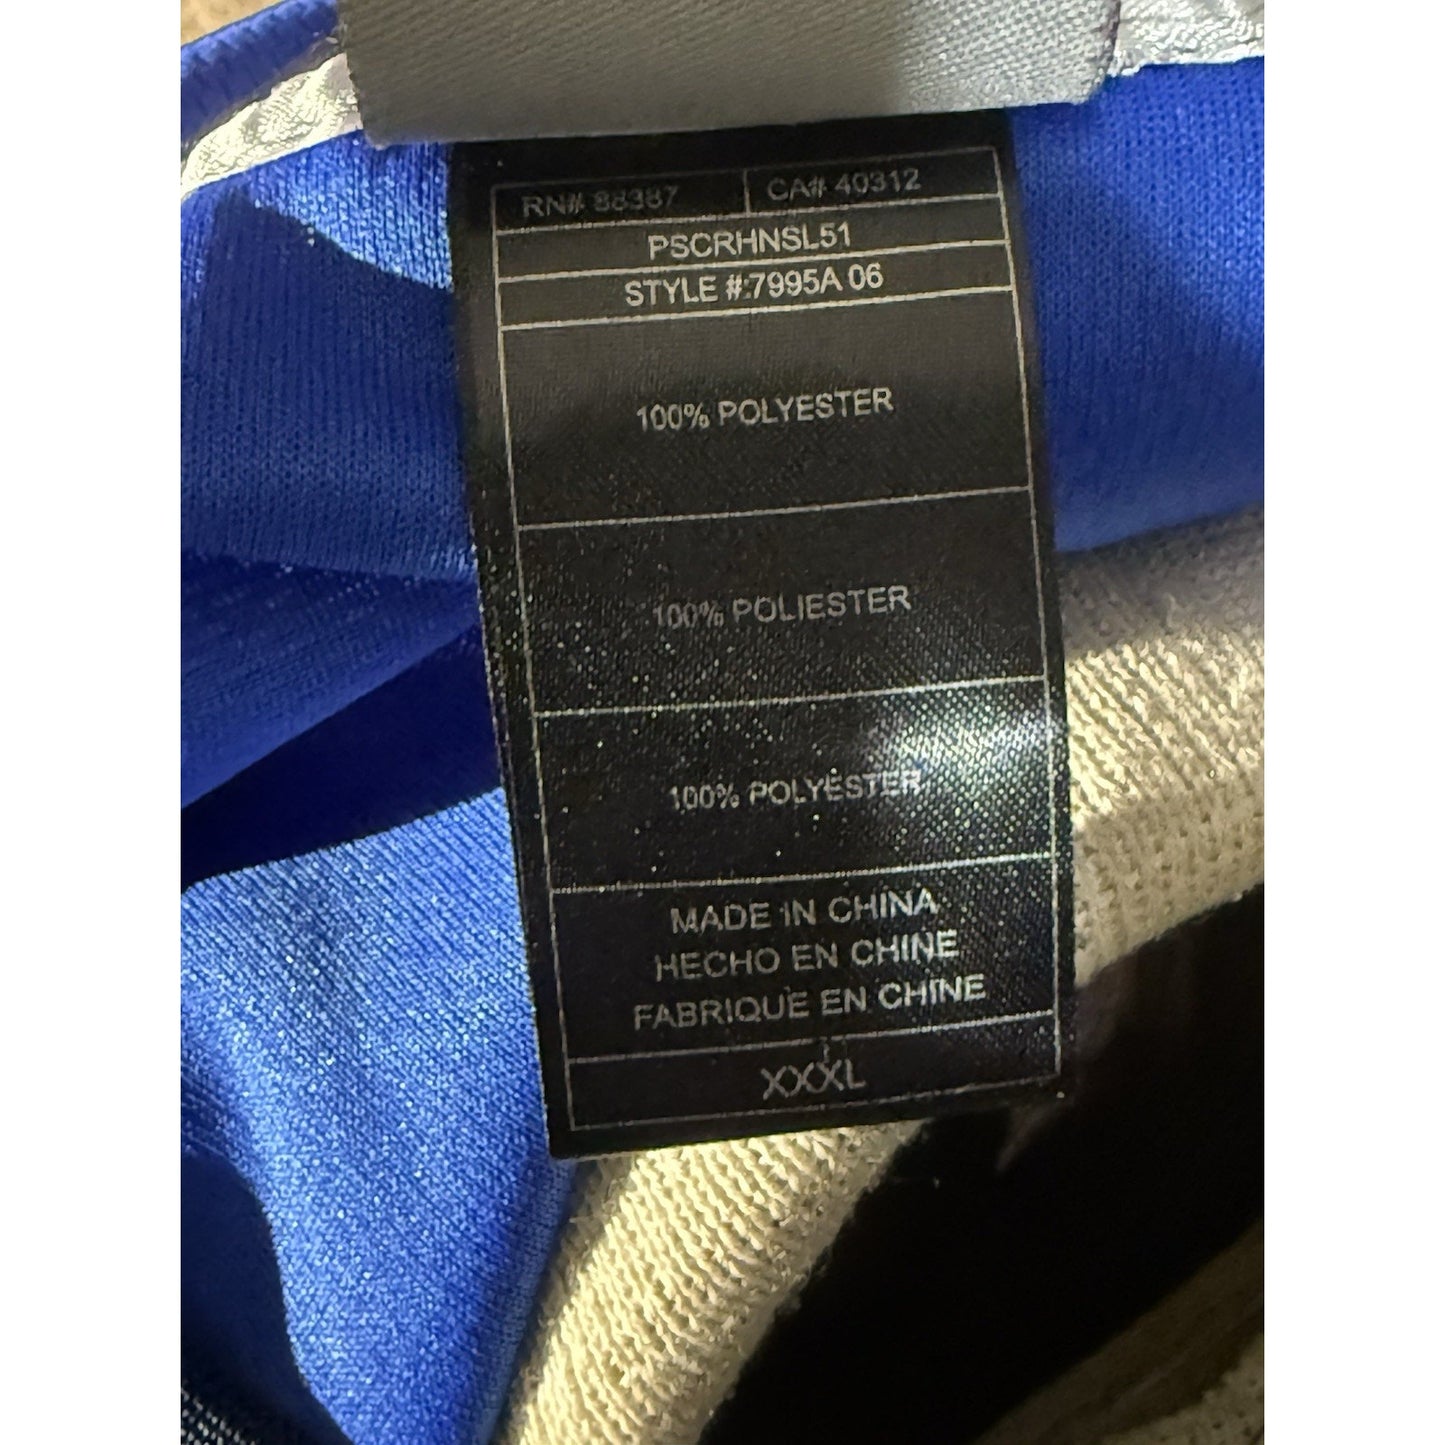 RN# 88387 CA# 40312
PSCRHNSL51
STYLE #:7995A 06
100% POLYESTER
100% POLIESTER
100% POLYESTER
MADE IN CHINA
HECHO EN CHINE
FABRIQUE EN CHINE
XXXL